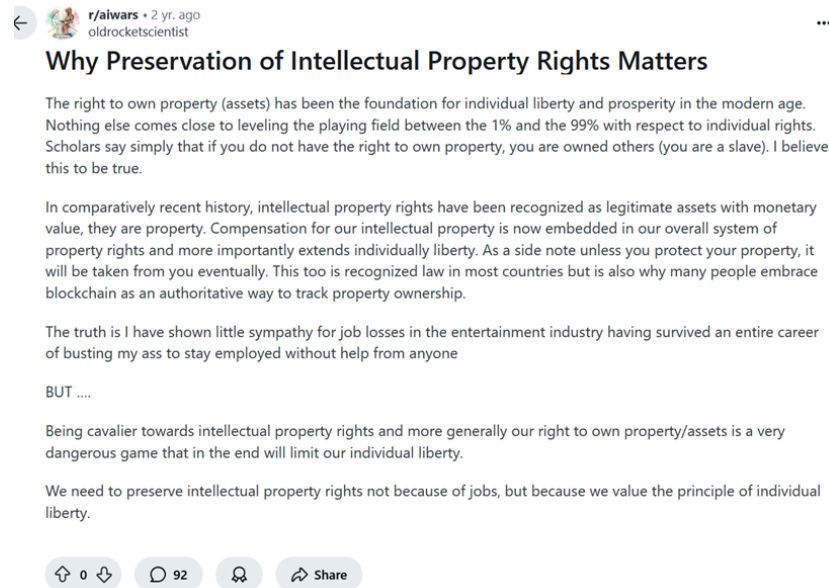 r/aiwars • 2 yr. ago
oldrocketscientist
Why Preservation of Intellectual Property Rights Matters
The right to own property (assets) has been the foundation for individual liberty and prosperity in the modern age.
Nothing else comes close to leveling the playing field between the 1% and the 99% with respect to individual rights.
Scholars say simply that if you do not have the right to own property, you are owned others (you are a slave). I believe
this to be true.
In comparatively recent history, intellectual property rights have been recognized as legitimate assets with monetary
value, they are property. Compensation for our intellectual property is now embedded in our overall system of
property rights and more importantly extends individually liberty. As a side note unless you protect your property, it
will be taken from you eventually. This too is recognized law in most countries but is also why many people embrace
blockchain as an authoritative way to track property ownership.
The truth is I have shown little sympathy for job losses in the entertainment industry having survived an entire career
of busting my ass to stay employed without help from anyone
BUT ....
Being cavalier towards intellectual property rights and more generally our right to own property/assets is a very
dangerous game that in the end will limit our individual liberty.
We need to preserve intellectual property rights not because of jobs, but because we value the principle of individual
liberty.
0 92 Share